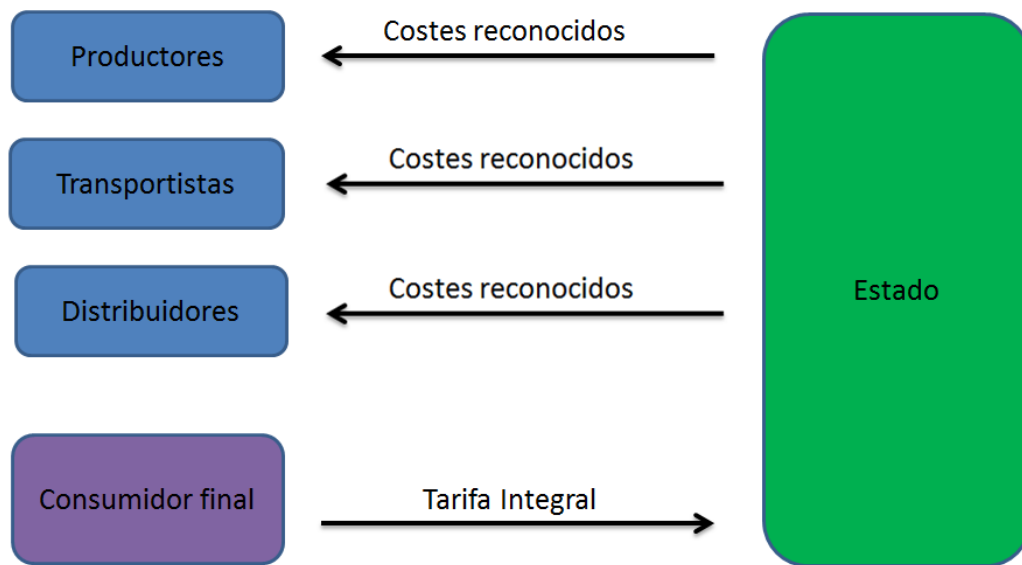 Costes reconocidos
Productores
Costes reconocidos
Transportistas
Costes reconocidos
Distribuidores
Estado
Consumidor final
Tarifa Integral